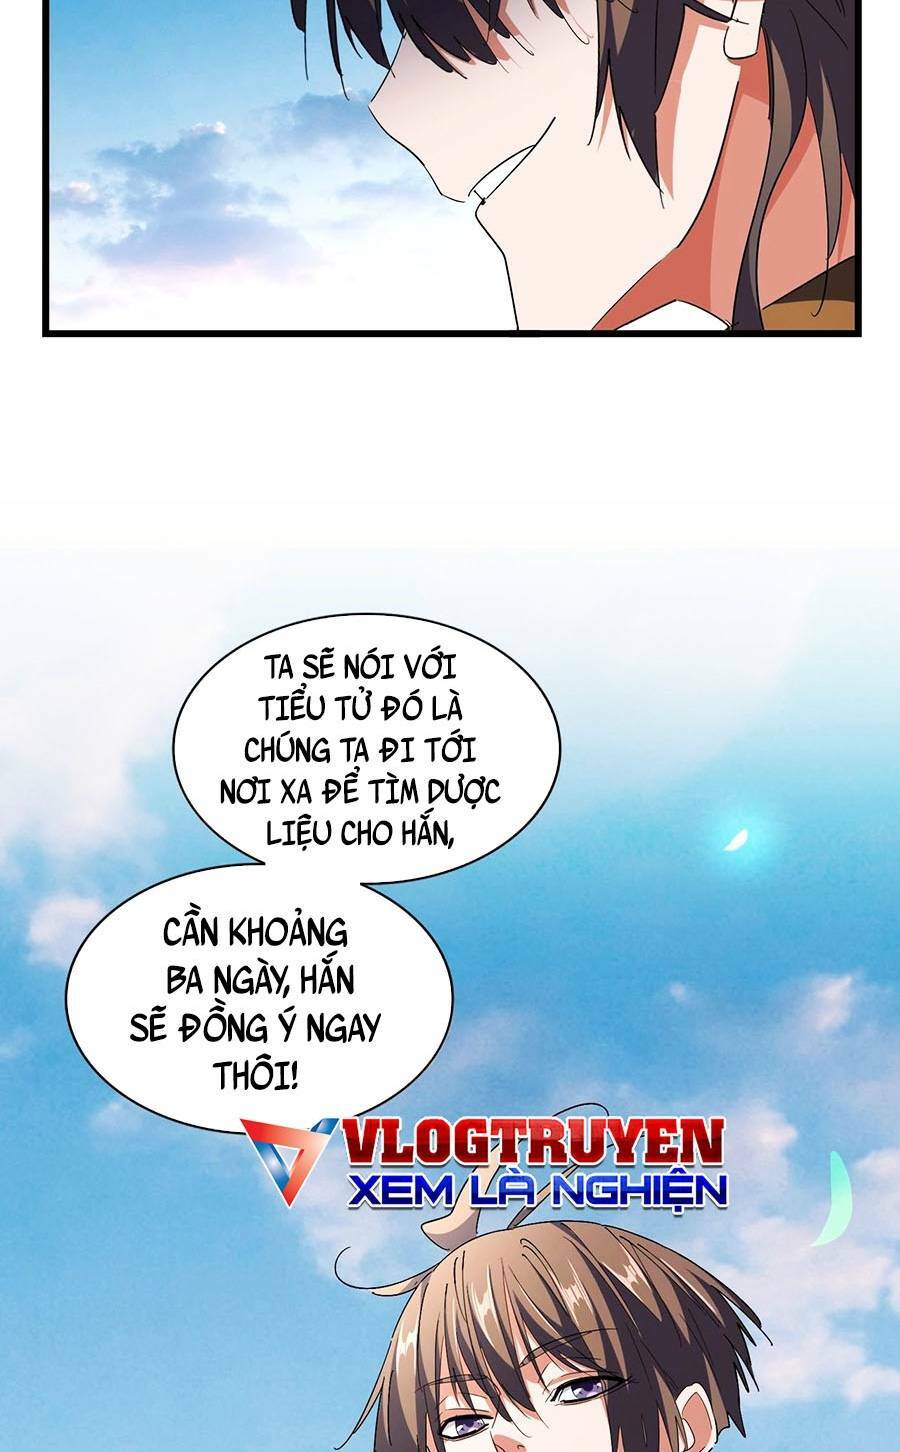 TA SẼ NÓI VỚI
TIỂU TỬ ĐÓ LÀ
CHÚNG TA ĐI TỚI
NƠI XA ĐỂ TÌM DƯỢC
LIỆU CHO HẮN,
CẦN KHOẢNG
BA NGÀY, HẮN
SẼ ĐỒNG Ý NGAY
THÔI!
VLOGTRUYEN
XEM LÀ NGHIỆN